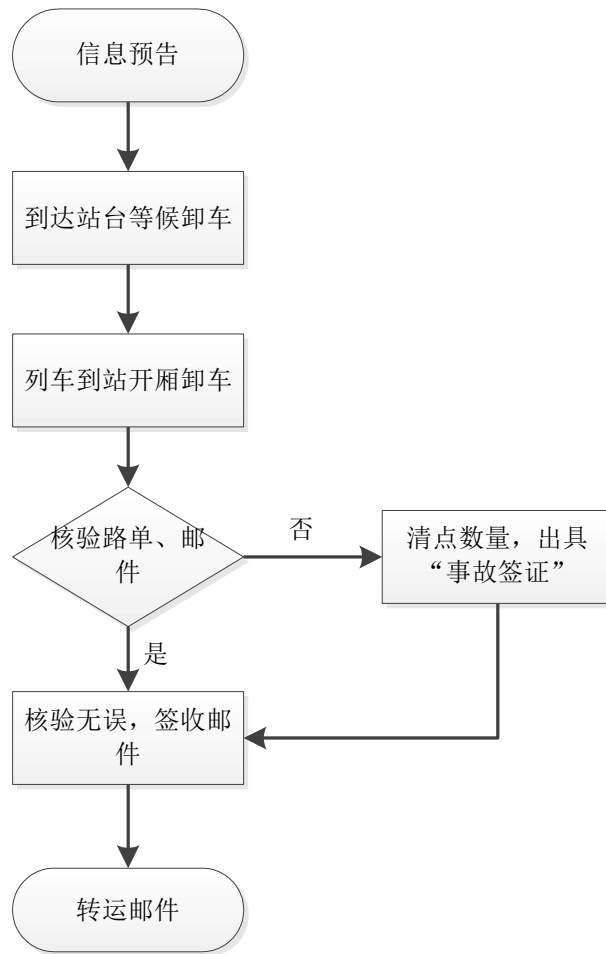 信息预告
到达站台等候卸车
列车到站开厢卸车
核验路单、邮
件
否
清点数量，出具
“事故签证”
是
核验无误，签收邮
件
转运邮件